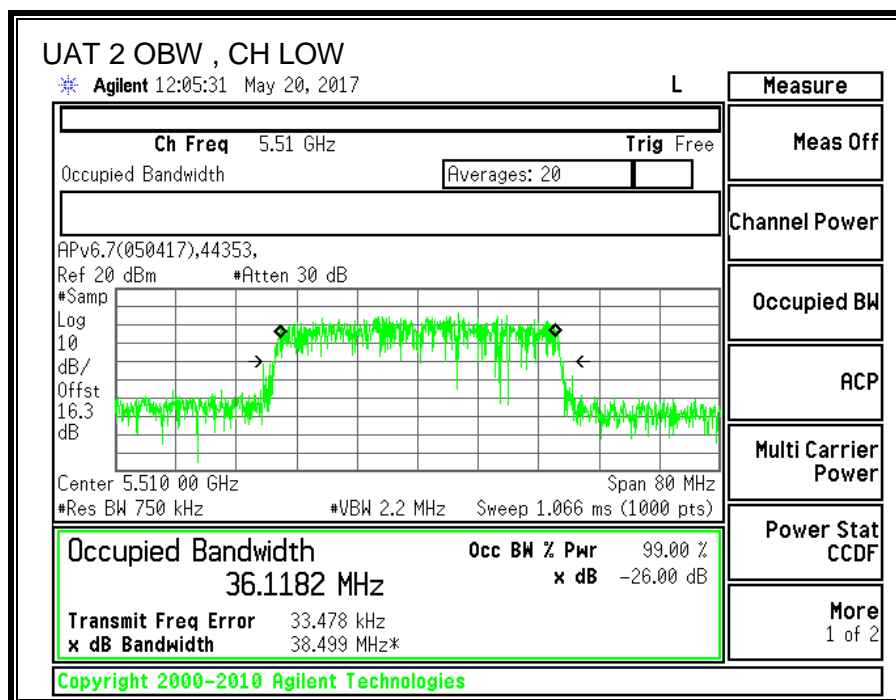 UAT 2 OBW , CH LOW
Agilent 12:05:31 May 20, 2017 L
Measure
Ch Freq 5.51 GHz Trig Free
Meas Off
Occupied Bandwidth Averages: 20
Channel Power
APv6.7(050417),44353,
Ref 20 dBm #Atten 30 dB
#Samp
Log
10
dB/
Offst
16.3
dB
Occupied BW
ACP
Center 5.510 00 GHz Span 80 MHz
#Res BW 750 kHz #VBW 2.2 MHz Sweep 1.066 ms (1000 pts)
Multi Carrier
Power
Occupied Bandwidth Occ BW % Pwr 99.00 %
36.1182 MHz x dB -26.00 dB
Transmit Freq Error 33.478 kHz
x dB Bandwidth 38.499 MHz*
Power Stat
CCDF
More
1 of 2
Copyright 2000-2010 Agilent Technologies